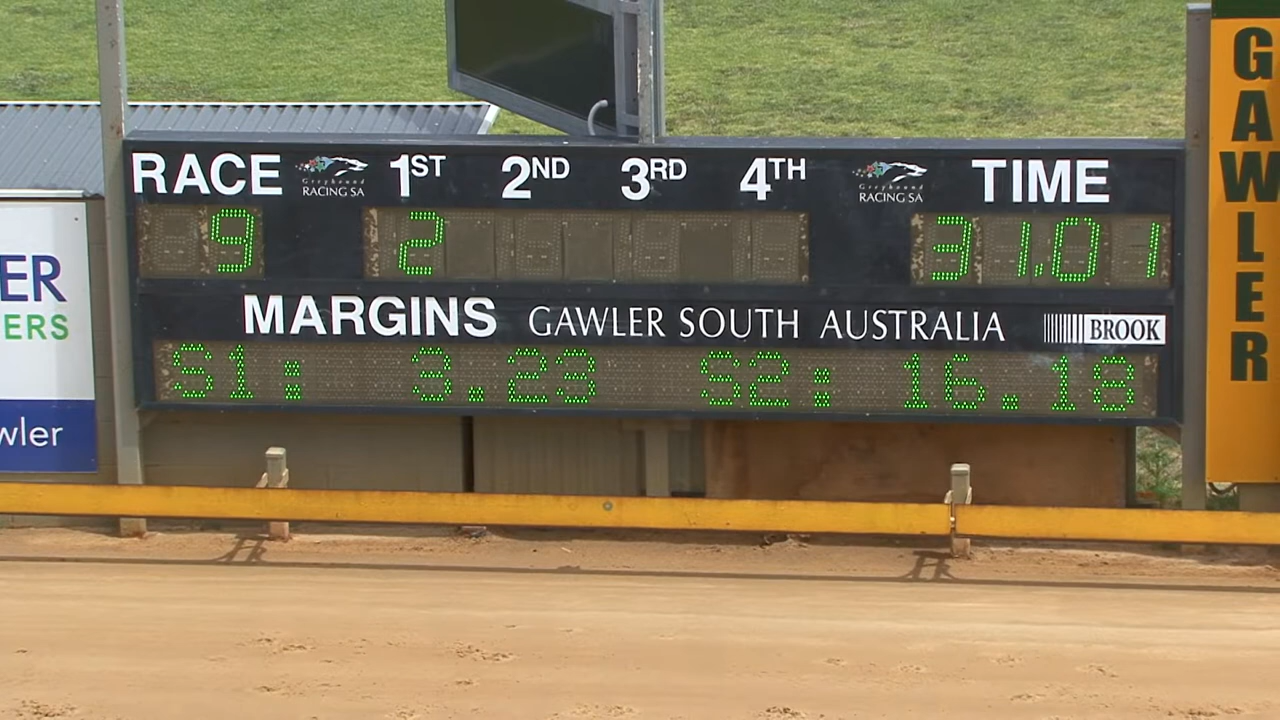 RACE 1ST 2ND 3RD 4TH TIME
Greyhound RACING SA
Greyhound RACING SA
9 2 31.01
MARGINS GAWLER SOUTH AUSTRALIA BROOK
S1: 3.23 S2: 16.18
GAWLER
ER
ERS
wler